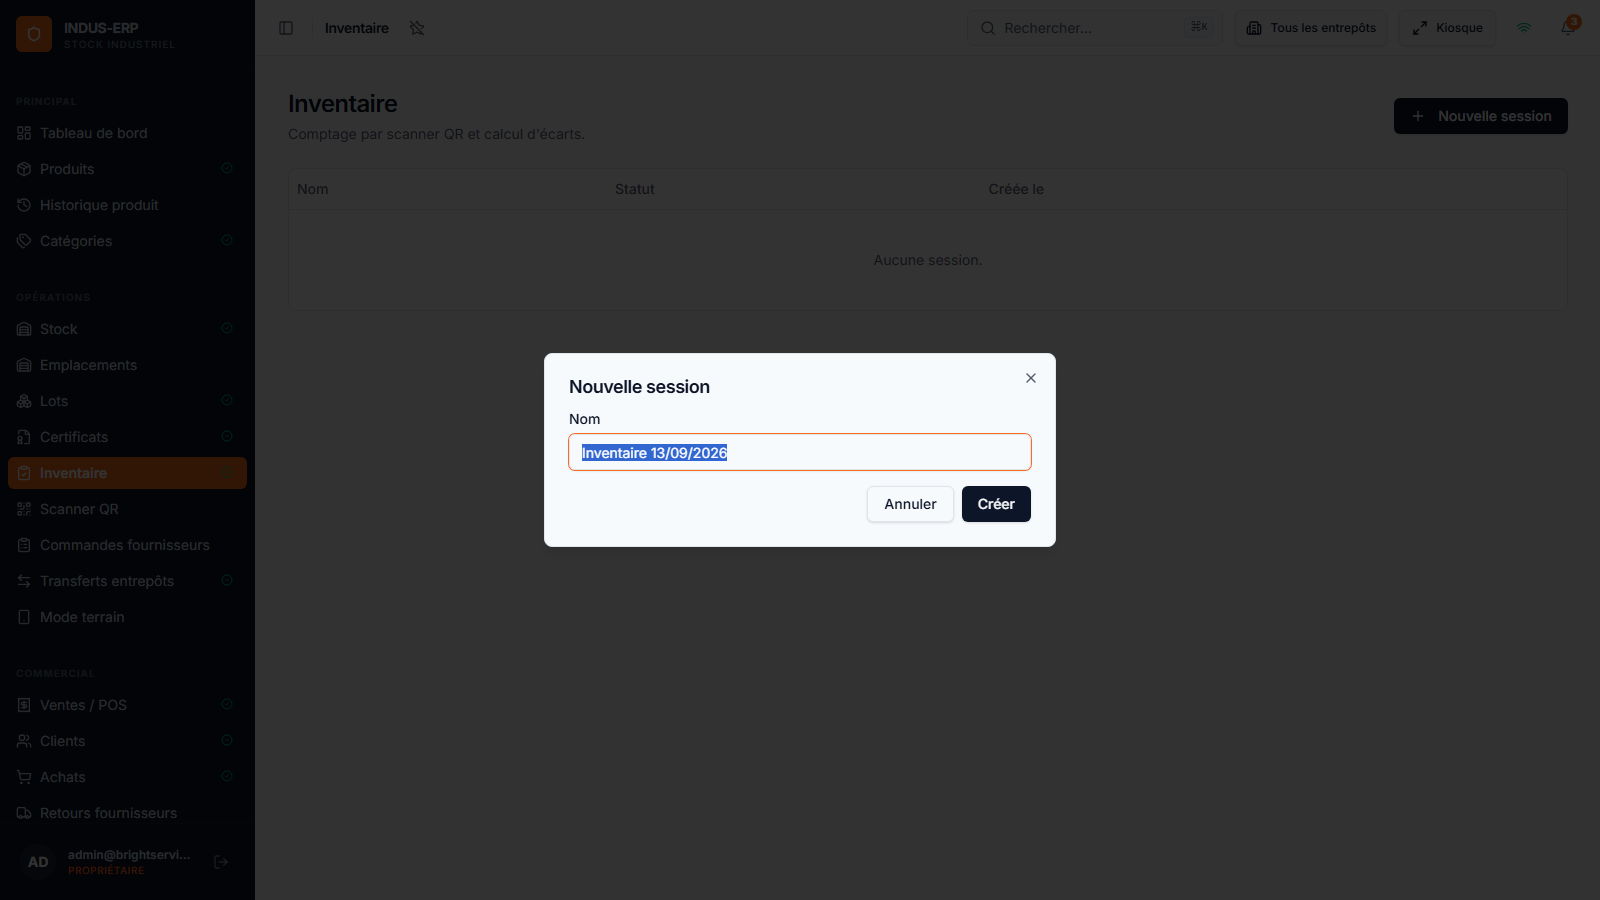 INDUS-ERP
STOCK INDUSTRIEL
PRINCIPAL
Tableau de bord
Produits
Historique produit
Catégories
OPÉRATIONS
Stock
Emplacements
Lots
Certificats
Inventaire
Scanner QR
Commandes fournisseurs
Transferts entrepôts
Mode terrain
COMMERCIAL
Ventes / POS
Clients
Achats
Retours fournisseurs
AD
admin@brightservi...
PROPRIÉTAIRE
Inventaire
Rechercher...
⌘K
Tous les entrepôts
Kiosque
3
Inventaire
Comptage par scanner QR et calcul d'écarts.
Nouvelle session
Nom Statut Créée le
Aucune session.
Nouvelle session
Nom
Inventaire 13/09/2026
Annuler
Créer